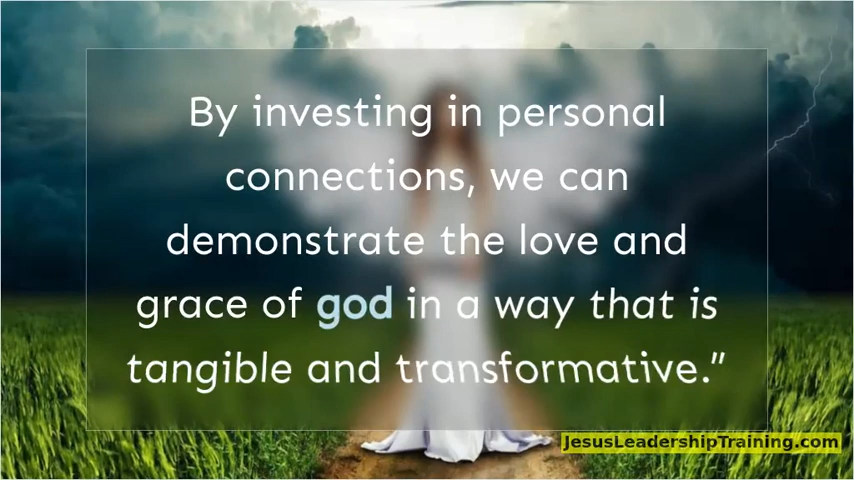 By investing in personal
connections, we can
demonstrate the love and
grace of god in a way that is
tangible and transformative.”
JesusLeadershipTraining.com